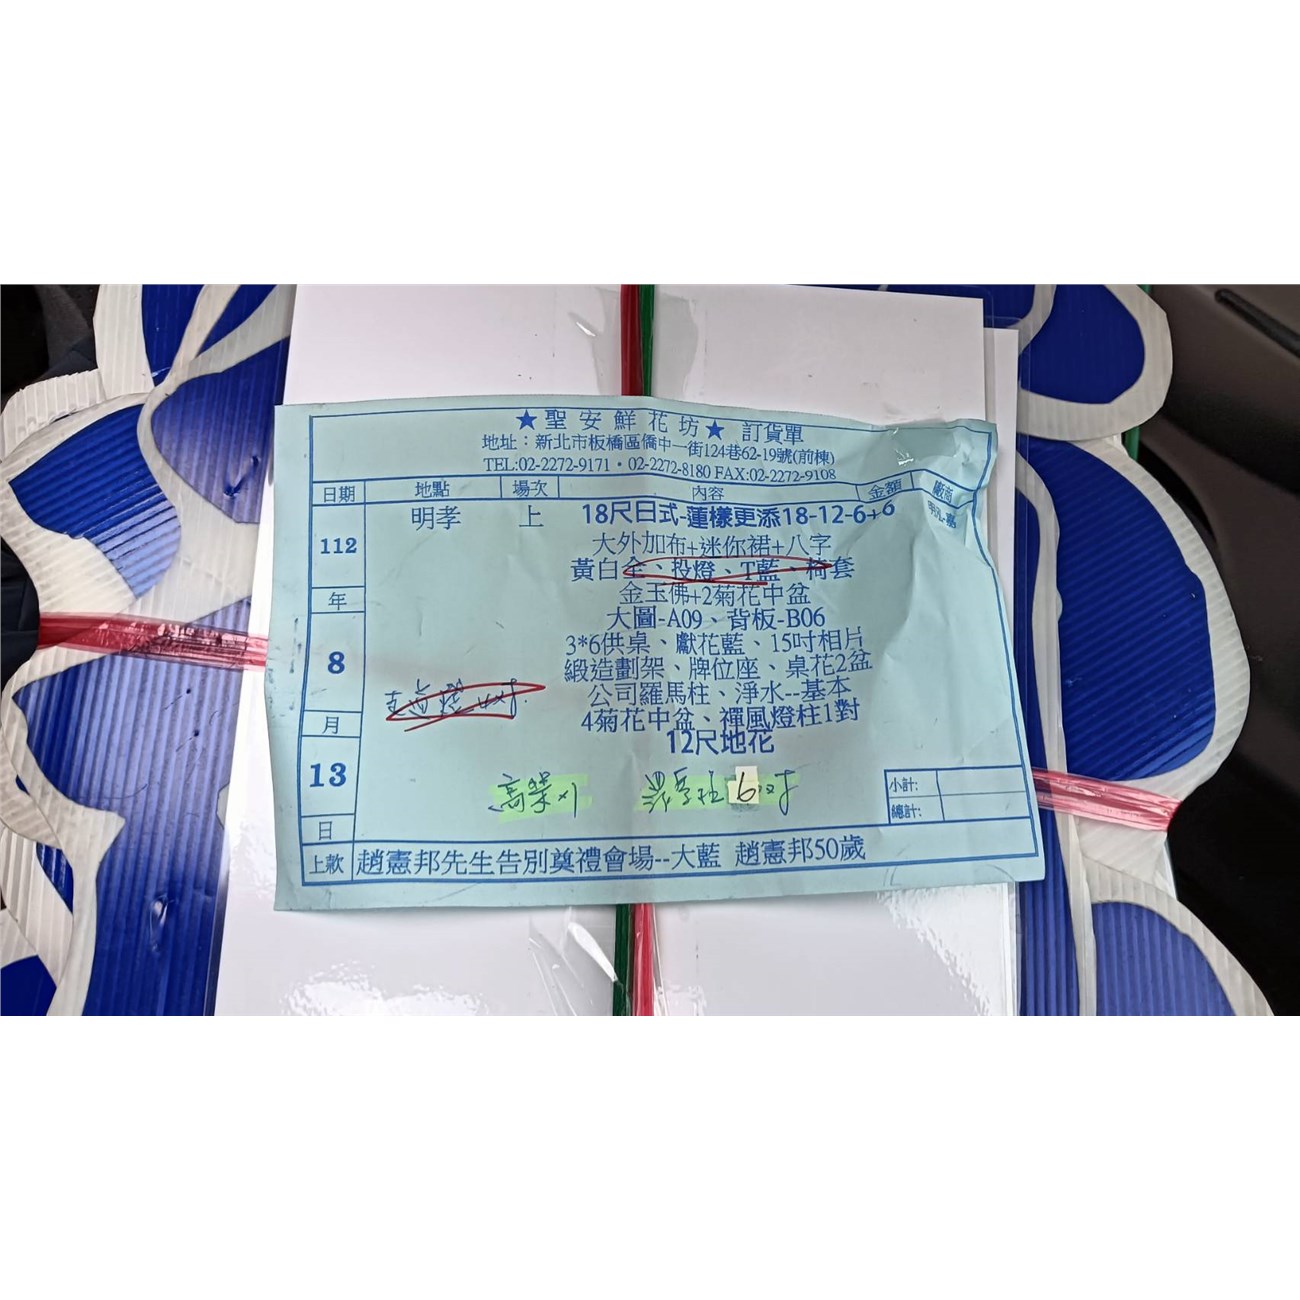 ★聖安鮮花坊★ 訂貨單
地址：新北市板橋區僑中一街124巷62-19號(前棟)
TEL:02-2272-9171・02-2272-8180 FAX:02-2272-9108
日期 地點 場次 內容 金額 廠商
112 年 8 月 13 日
明孝 上
18尺日式-蓮樣更添18-12-6+6
大外加布+迷你裙+八字
黃白金、投燈、T藍、椅套
金玉佛+2菊花中盆
大圖-A09、背板-B06
3*6供桌、獻花藍、15吋相片
緞造劃架、牌位座、桌花2盆
公司羅馬柱、淨水--基本
4菊花中盆、禪風燈柱1對
12尺地花
高架x1
6
小計:
總計:
上款 趙憲邦先生告別奠禮會場--大藍 趙憲邦50歲